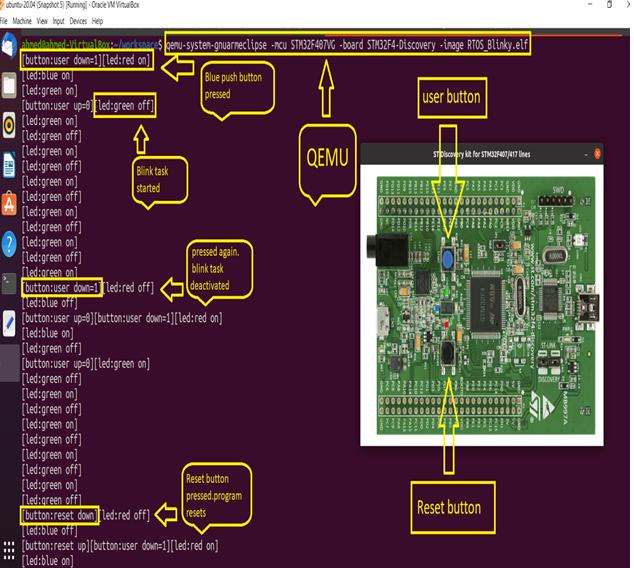 ubuntu-20.04 (Snapshot 5) [Running] - Oracle VM VirtualBox
File Machine View Input Devices Help
ahmed@ahmed-VirtualBox:~/workspace$ qemu-system-gnuarmeclipse -mcu STM32F407VG -board STM32F4-Discovery -image RTOS_Blinky.elf
[button:user down=1][led:red on]
[led:blue on]
[led:green on]
[button:user up=0][led:green off]
[led:green on]
[led:green off]
[led:green on]
[led:green off]
[led:green on]
[led:green off]
[led:green on]
[led:green off]
[led:green on]
[led:green off]
[led:green on]
[button:user down=1][led:red off]
[led:blue off]
[button:user up=0][button:user down=1][led:red on]
[led:blue on]
[led:green off]
[button:user up=0][led:green on]
[led:green off]
[led:green on]
[led:green off]
[led:green on]
[led:green off]
[led:green on]
[led:green off]
[led:green on]
[led:green off]
[button:reset down][led:red off]
[led:blue off]
[button:reset up][button:user down=1][led:red on]
[led:blue on]
Blue push button
pressed
Blink task
started
QEMU
user button
pressed again.
blink task
deactivated
Reset button
pressed.program
resets
ST Discovery kit for STM32F407/417 lines
SWD
STM32F4
ST-LINK
DISCOVERY
MB997A
Reset button